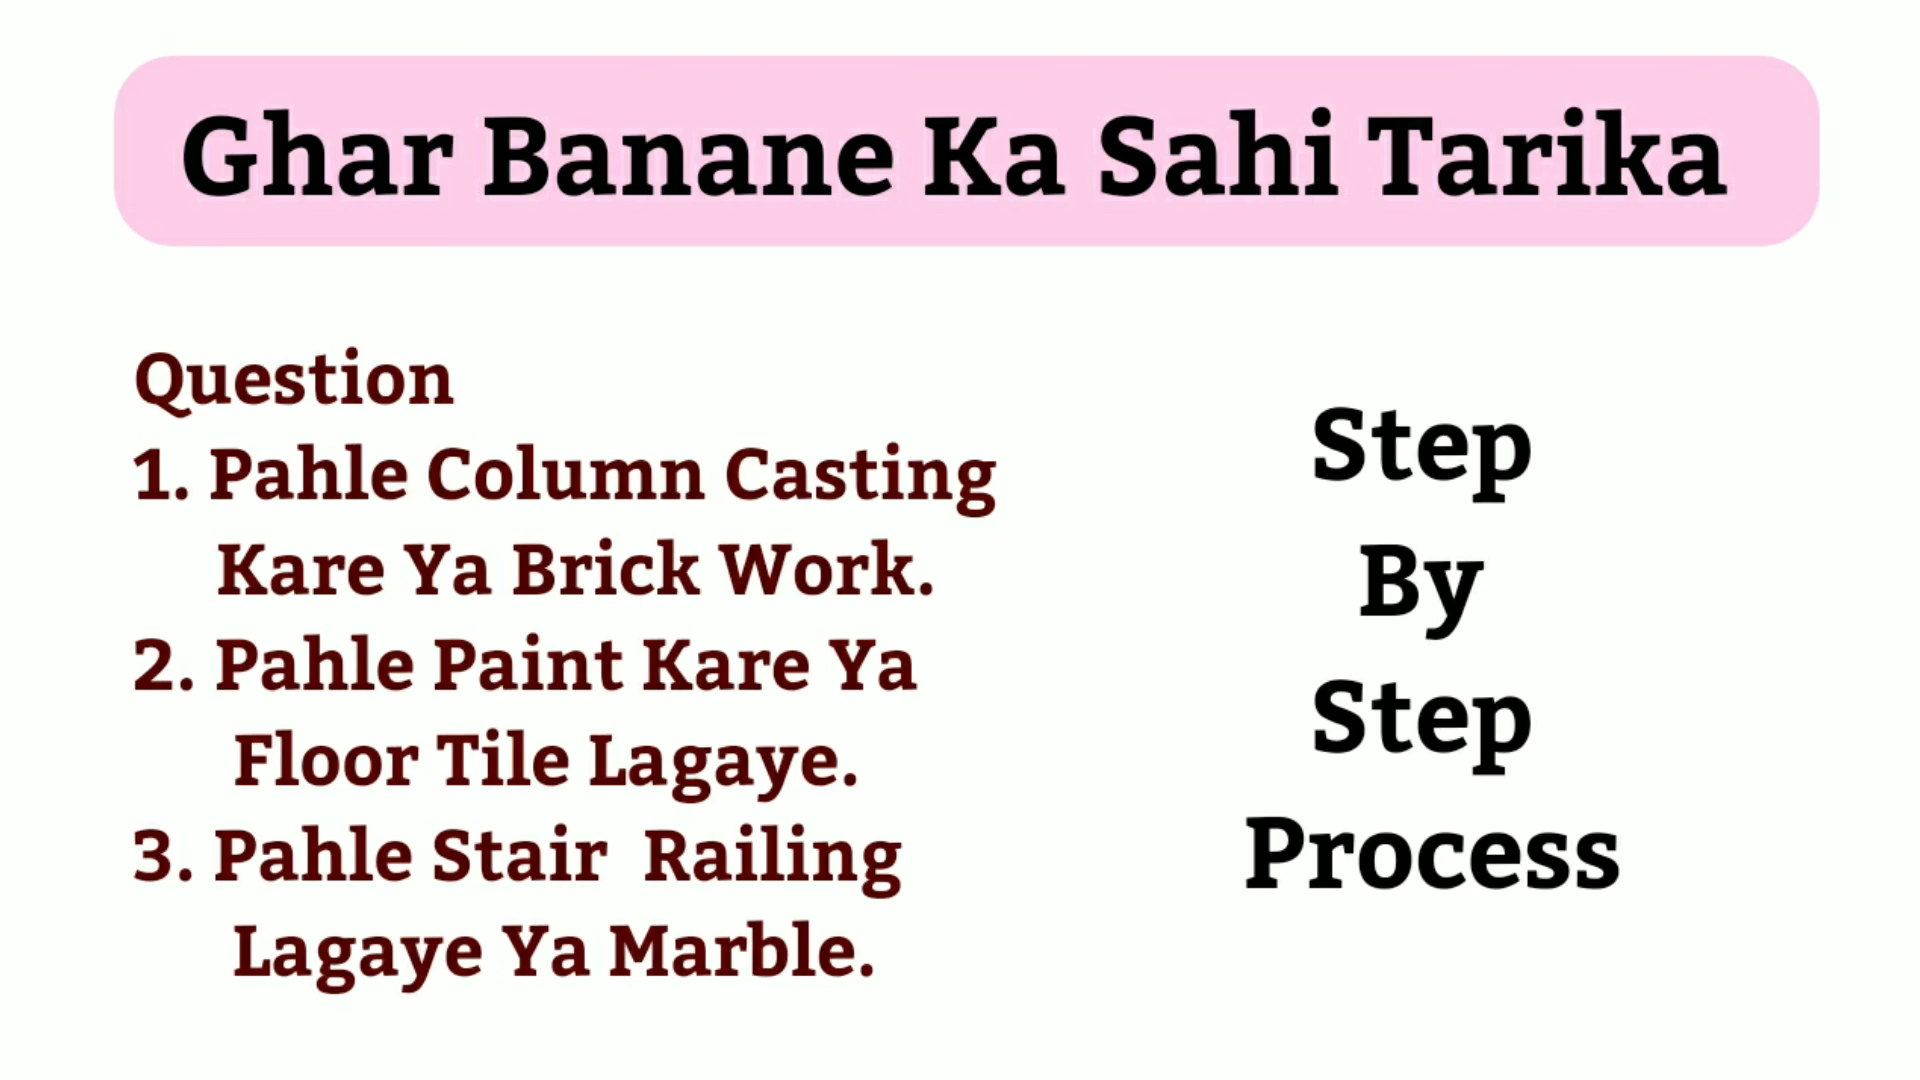 Ghar Banane Ka Sahi Tarika
Question
1. Pahle Column Casting
Kare Ya Brick Work.
2. Pahle Paint Kare Ya
Floor Tile Lagaye.
3. Pahle Stair Railing
Lagaye Ya Marble.
Step
By
Step
Process